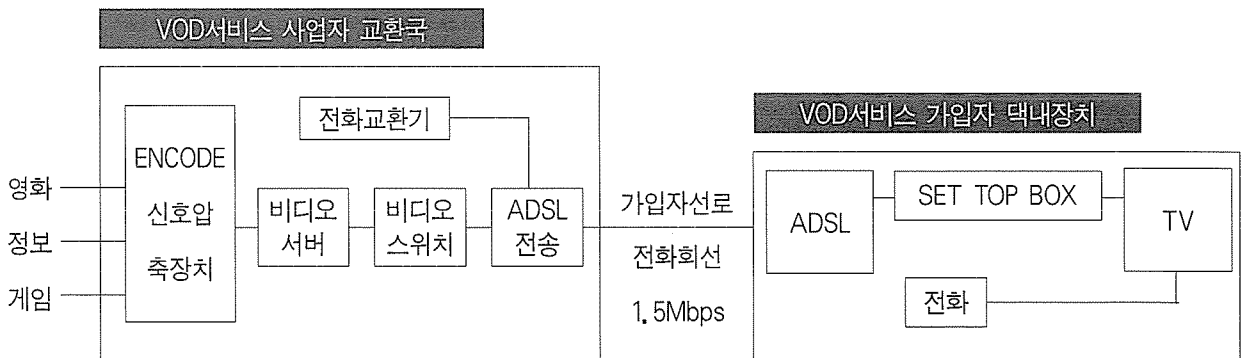 VOD서비스 사업자 교환국
전화교환기
VOD서비스 가입자 댁내장치
영화
정보
게임
ENCODE
신호압
축장치
비디오
서버
비디오
스위치
ADSL
전송
가입자선로
전화회선
1.5Mbps
ADSL
SET TOP BOX
TV
전화